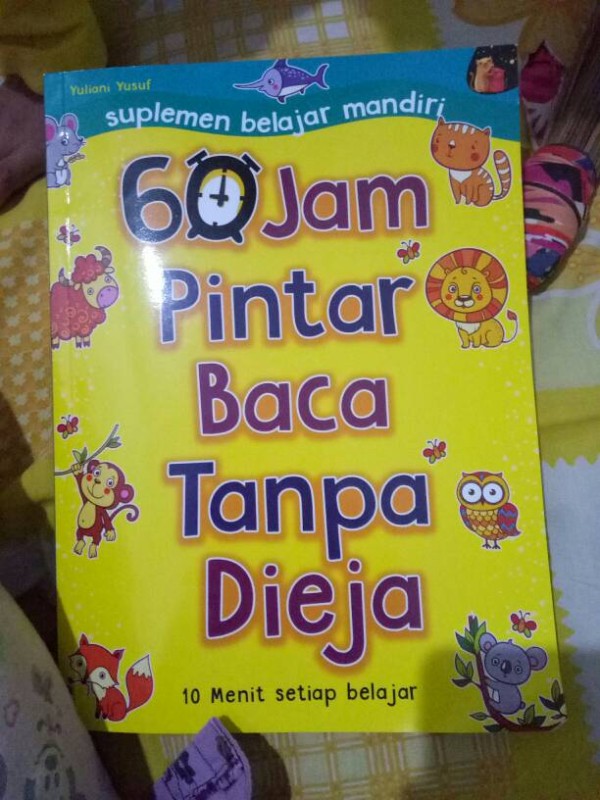 Yuliani Yusuf
suplemen belajar mandiri
60 Jam
Pintar
Baca
Tanpa
Dieja
10 Menit setiap belajar